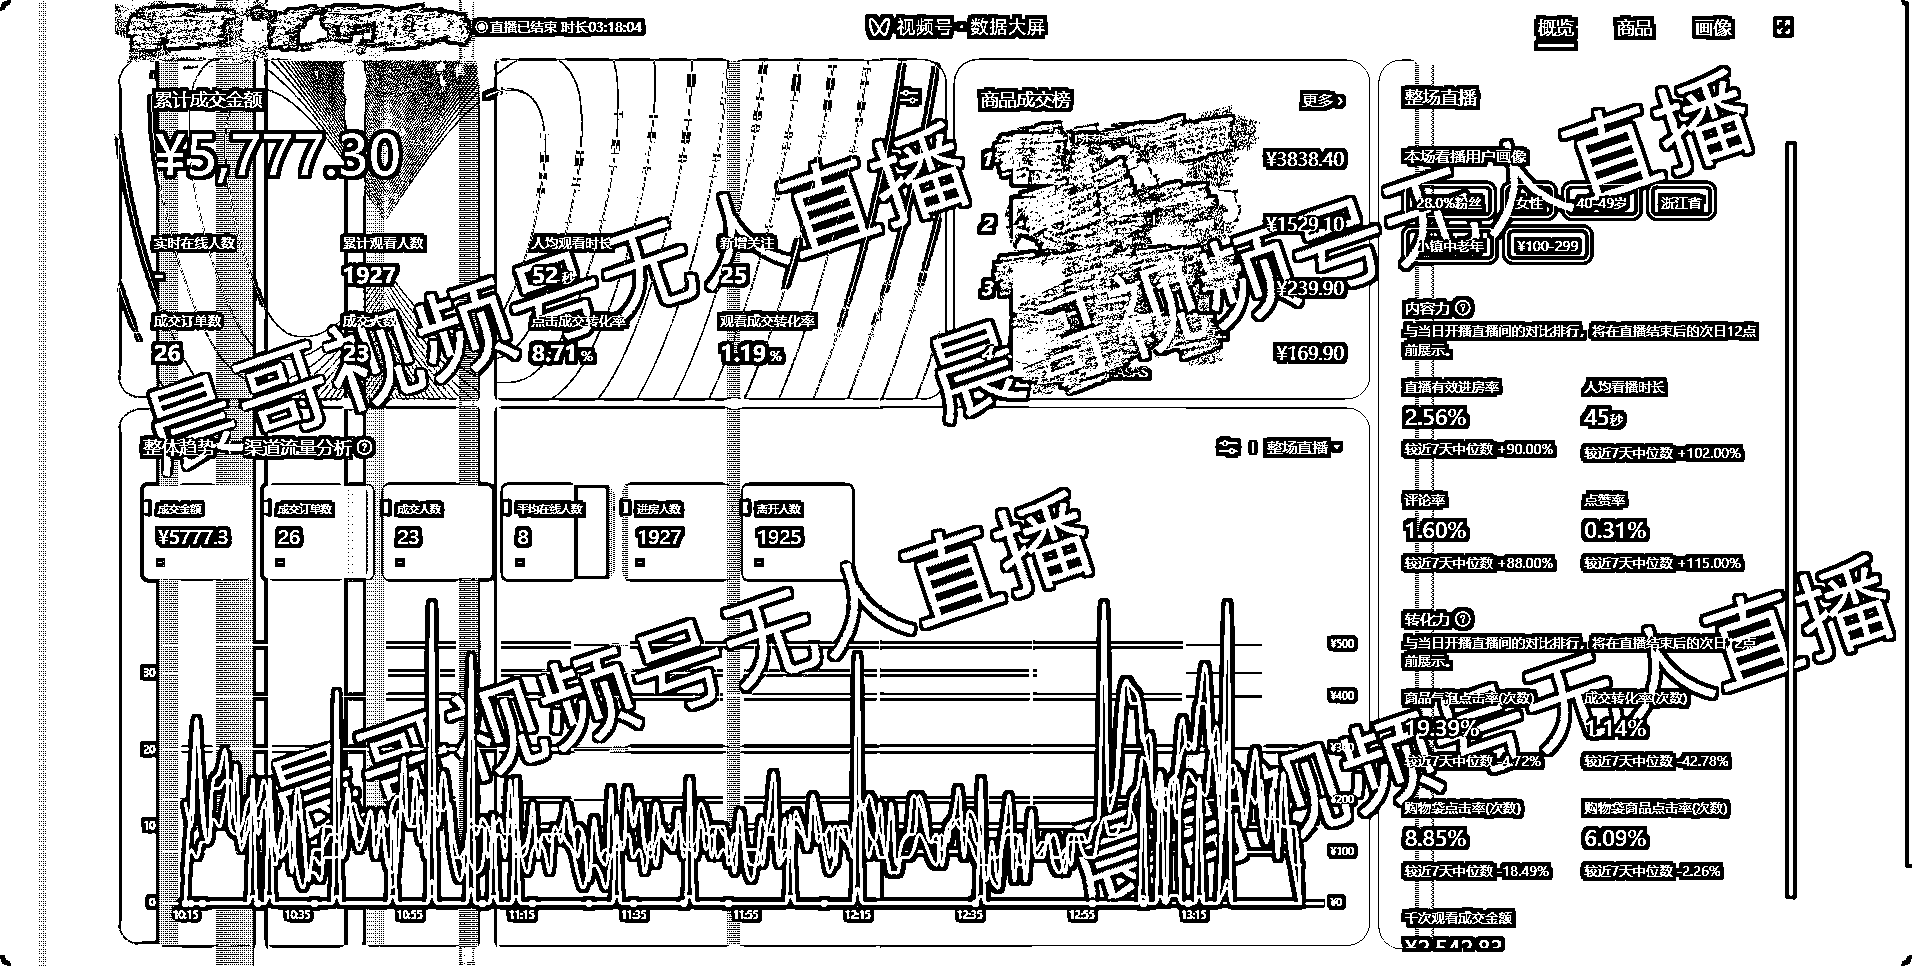 直播已结束 时长03:18:04
视频号·数据大屏
概览 商品 画像
累计成交金额
¥5,777.30
实时在线人数 累计观看人数 人均观看时长 新增关注
- 1927 52秒 25
成交订单数 成交人数 点击成交转化率 观看成交转化率
26 23 8.71% 1.19%
商品成交榜 更多
1 ¥3838.40
2 ¥1529.10
3 ¥239.90
4 ¥169.90
整场直播
本场看播用户画像
28.0%粉丝 女性 40-49岁 浙江省
小镇中老年 ¥100-299
内容力
与当日开播直播间的对比排行，将在直播结束后的次日12点
前展示。
直播有效进房率 人均看播时长
2.56% 45秒
较近7天中位数 +90.00% 较近7天中位数 +102.00%
评论率 点赞率
1.60% 0.31%
较近7天中位数 +88.00% 较近7天中位数 +115.00%
转化力
与当日开播直播间的对比排行，将在直播结束后的次日12点
前展示。
商品气泡点击率(次数) 成交转化率(次数)
19.39% 1.14%
较近7天中位数 -4.72% 较近7天中位数 -42.78%
购物袋点击率(次数) 购物袋商品点击率(次数)
8.85% 6.09%
较近7天中位数 -18.49% 较近7天中位数 -2.26%
千次观看成交金额
¥2,542.83
整体趋势 渠道流量分析
整场直播
成交金额 成交订单数 成交人数 平均在线人数 进房人数 离开人数
¥5777.3 26 23 8 1927 1925
- - - - - -
30 20 10 0
¥500 ¥400 ¥300 ¥200 ¥100 ¥0
10:15 10:35 10:55 11:15 11:35 11:55 12:15 12:35 12:55 13:15
晨哥视频号无人直播
晨哥视频号无人直播
晨哥视频号无人直播
晨哥视频号无人直播